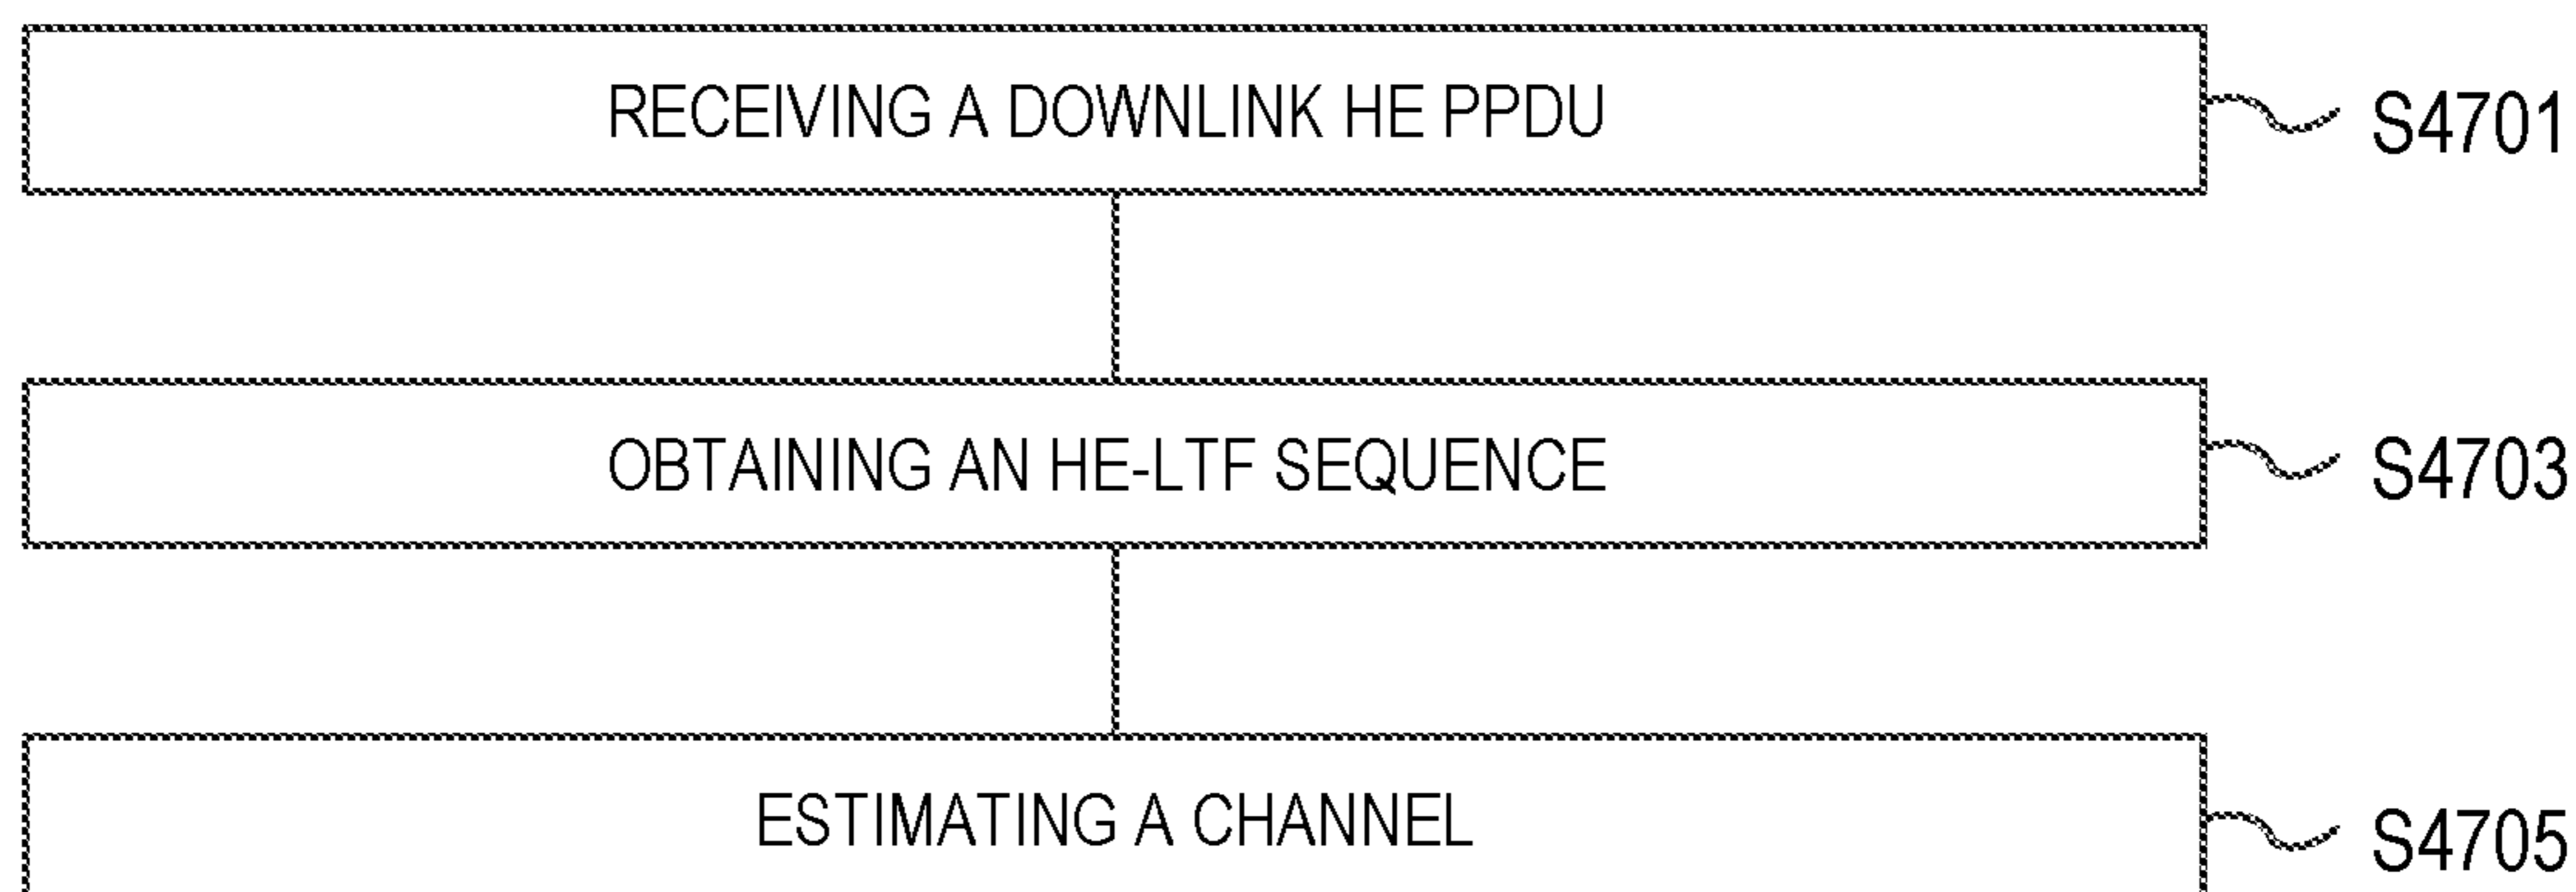 RECEIVING A DOWNLINK HE PPDU
S4701
OBTAINING AN HE-LTF SEQUENCE
S4703
ESTIMATING A CHANNEL
S4705